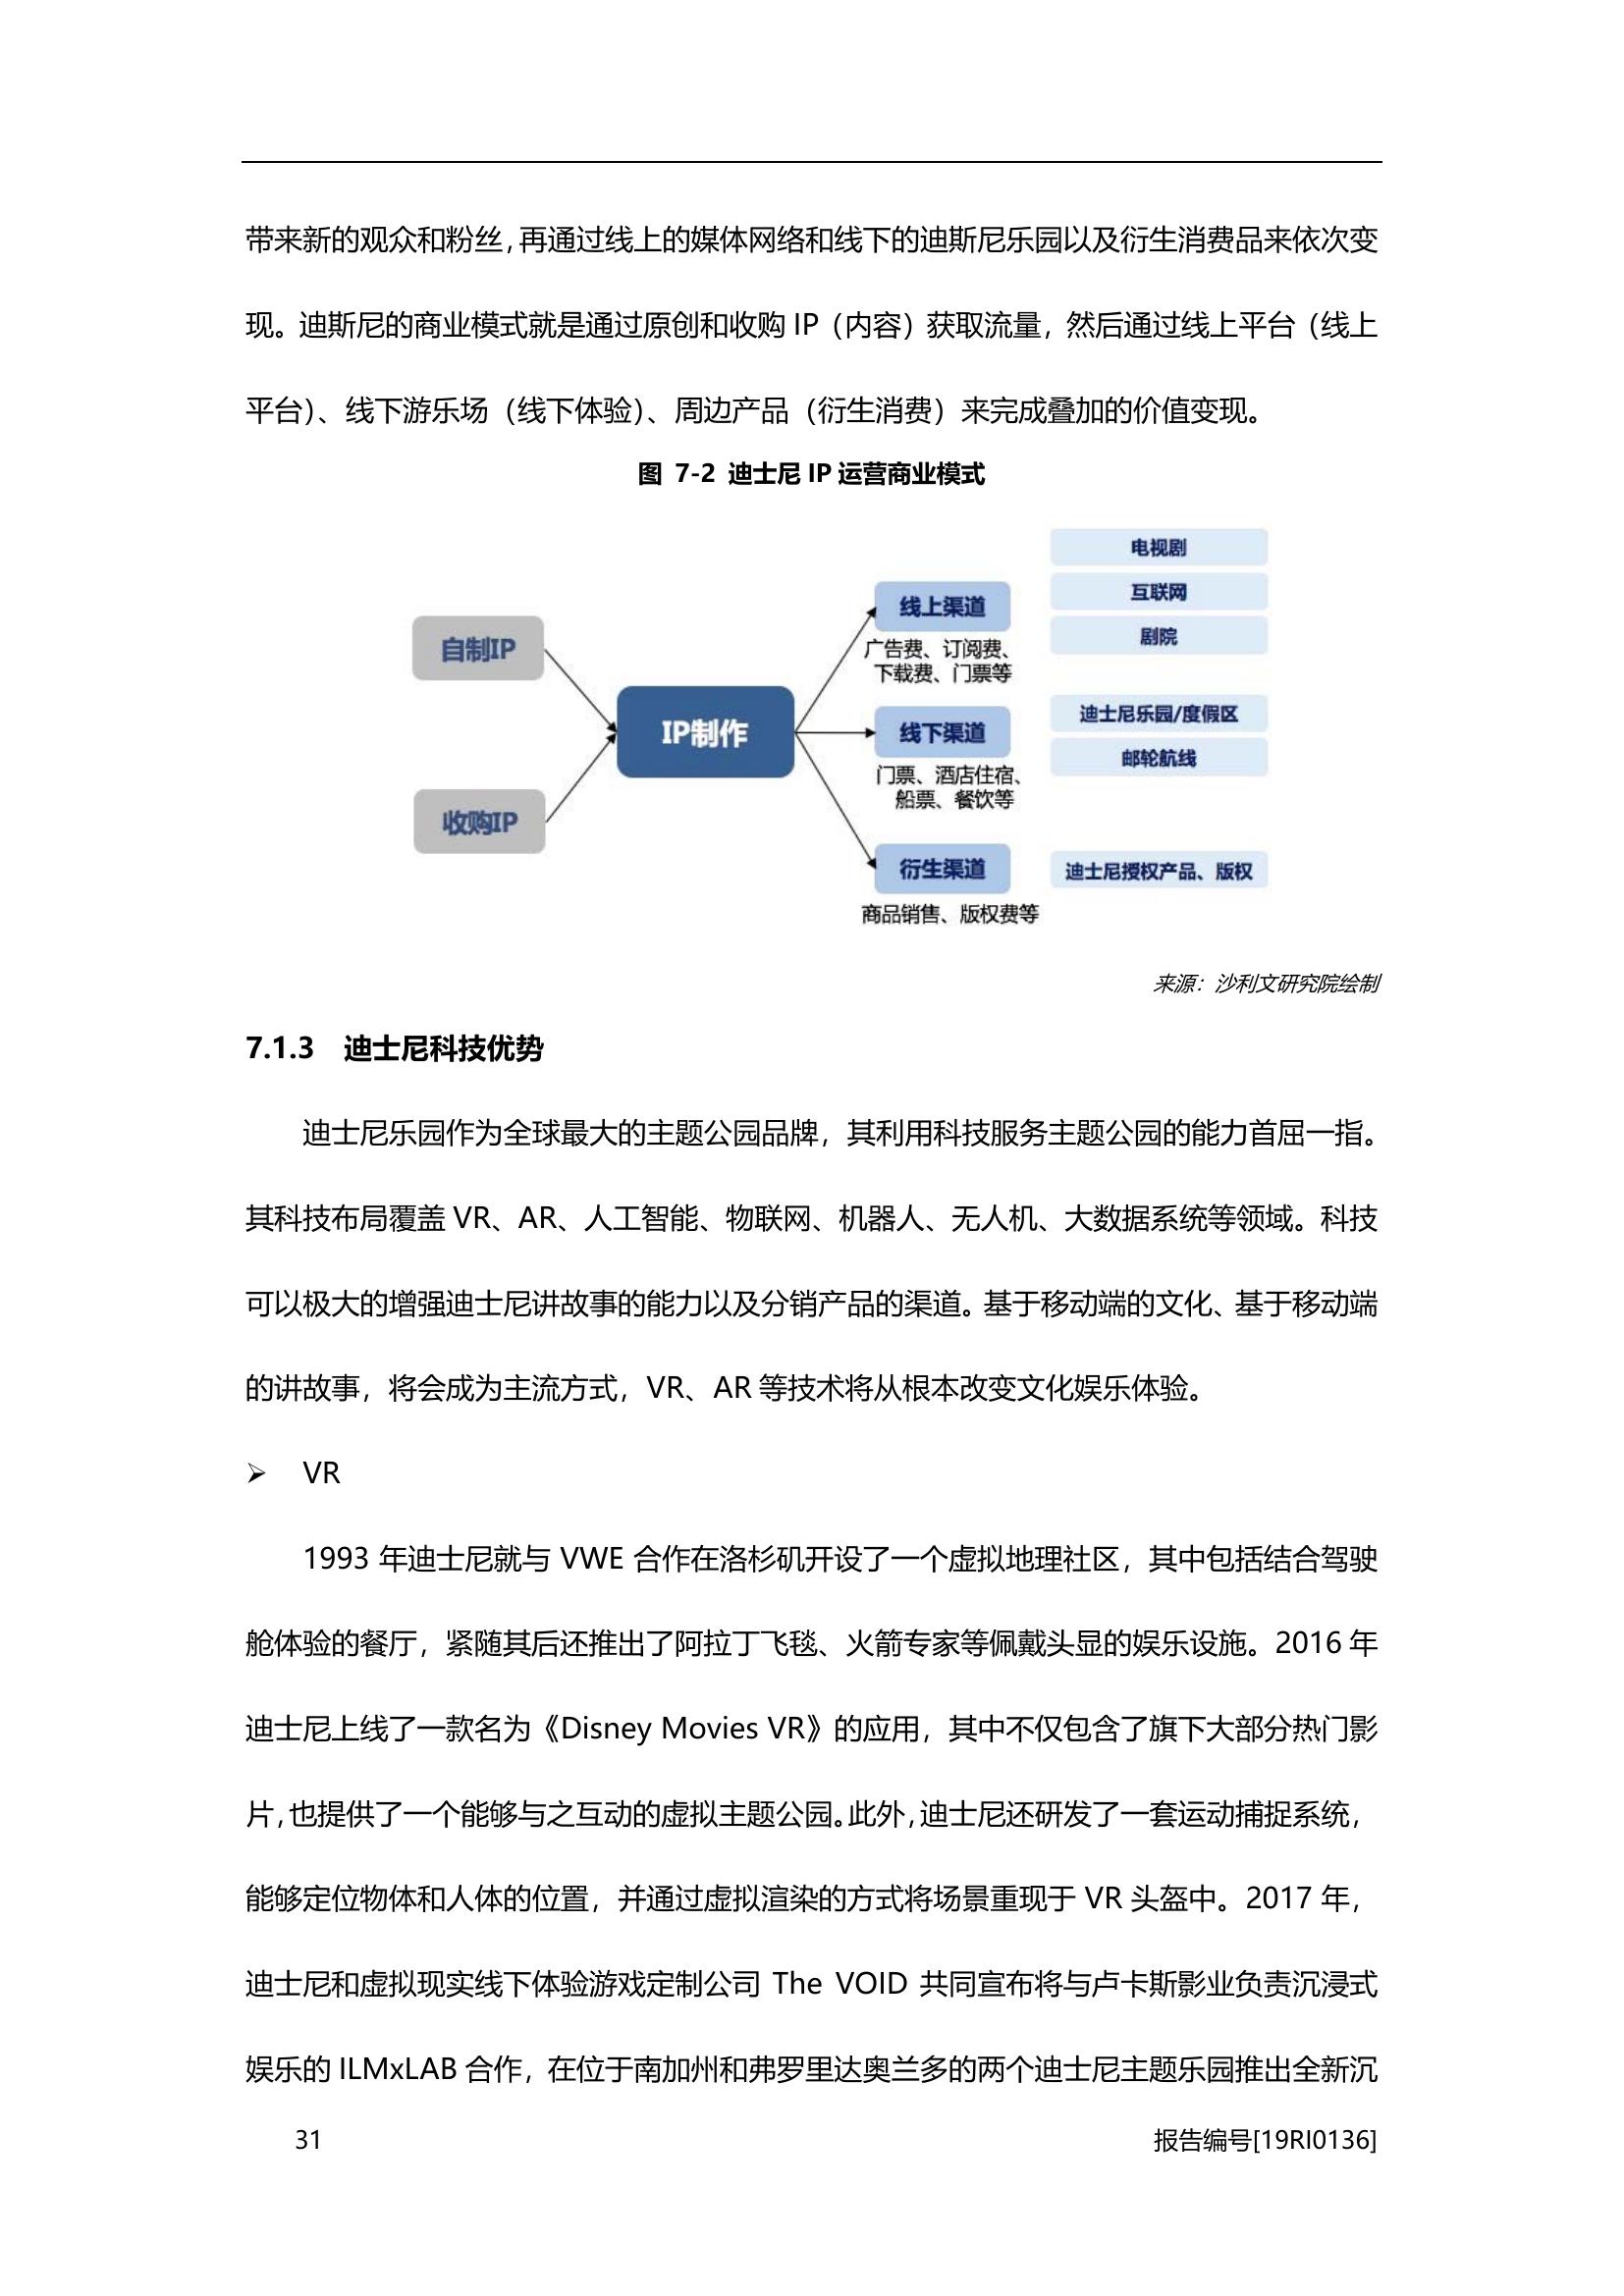 带来新的观众和粉丝，再通过线上的媒体网络和线下的迪斯尼乐园以及衍生消费品来依次变
现。迪斯尼的商业模式就是通过原创和收购 IP（内容）获取流量，然后通过线上平台（线上
平台）、线下游乐场（线下体验）、周边产品（衍生消费）来完成叠加的价值变现。
图 7-2 迪士尼 IP 运营商业模式
自制IP
收购IP
IP制作
线上渠道
广告费、订阅费、
下载费、门票等
电视剧
互联网
剧院
线下渠道
门票、酒店住宿、
船票、餐饮等
迪士尼乐园/度假区
邮轮航线
衍生渠道
商品销售、版权费等
迪士尼授权产品、版权
来源：沙利文研究院绘制
7.1.3 迪士尼科技优势
迪士尼乐园作为全球最大的主题公园品牌，其利用科技服务主题公园的能力首屈一指。
其科技布局覆盖 VR、AR、人工智能、物联网、机器人、无人机、大数据系统等领域。科技
可以极大的增强迪士尼讲故事的能力以及分销产品的渠道。基于移动端的文化、基于移动端
的讲故事，将会成为主流方式，VR、AR 等技术将从根本改变文化娱乐体验。
➢ VR
1993 年迪士尼就与 VWE 合作在洛杉矶开设了一个虚拟地理社区，其中包括结合驾驶
舱体验的餐厅，紧随其后还推出了阿拉丁飞毯、火箭专家等佩戴头显的娱乐设施。2016 年
迪士尼上线了一款名为《Disney Movies VR》的应用，其中不仅包含了旗下大部分热门影
片，也提供了一个能够与之互动的虚拟主题公园。此外，迪士尼还研发了一套运动捕捉系统，
能够定位物体和人体的位置，并通过虚拟渲染的方式将场景重现于 VR 头盔中。2017 年，
迪士尼和虚拟现实线下体验游戏定制公司 The VOID 共同宣布将与卢卡斯影业负责沉浸式
娱乐的 ILMxLAB 合作，在位于南加州和弗罗里达奥兰多的两个迪士尼主题乐园推出全新沉
31
报告编号[19RI0136]